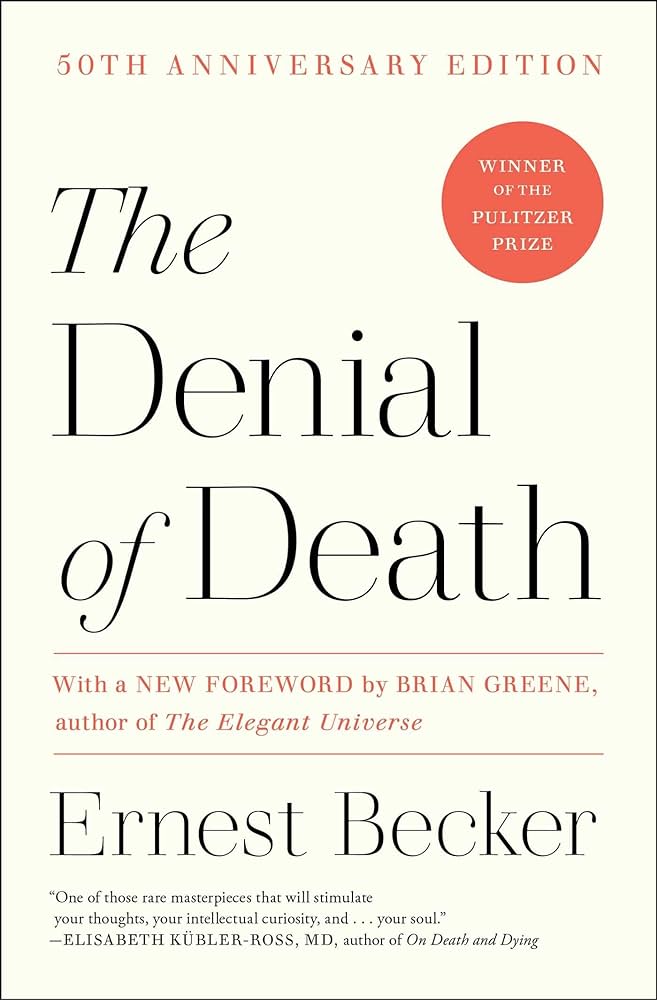 50TH ANNIVERSARY EDITION
WINNER
OF THE
PULITZER
PRIZE
The
Denial
of Death
With a NEW FOREWORD by BRIAN GREENE,
author of The Elegant Universe
Ernest Becker
“One of those rare masterpieces that will stimulate
your thoughts, your intellectual curiosity, and . . . your soul.”
—ELISABETH KÜBLER-ROSS, MD, author of On Death and Dying